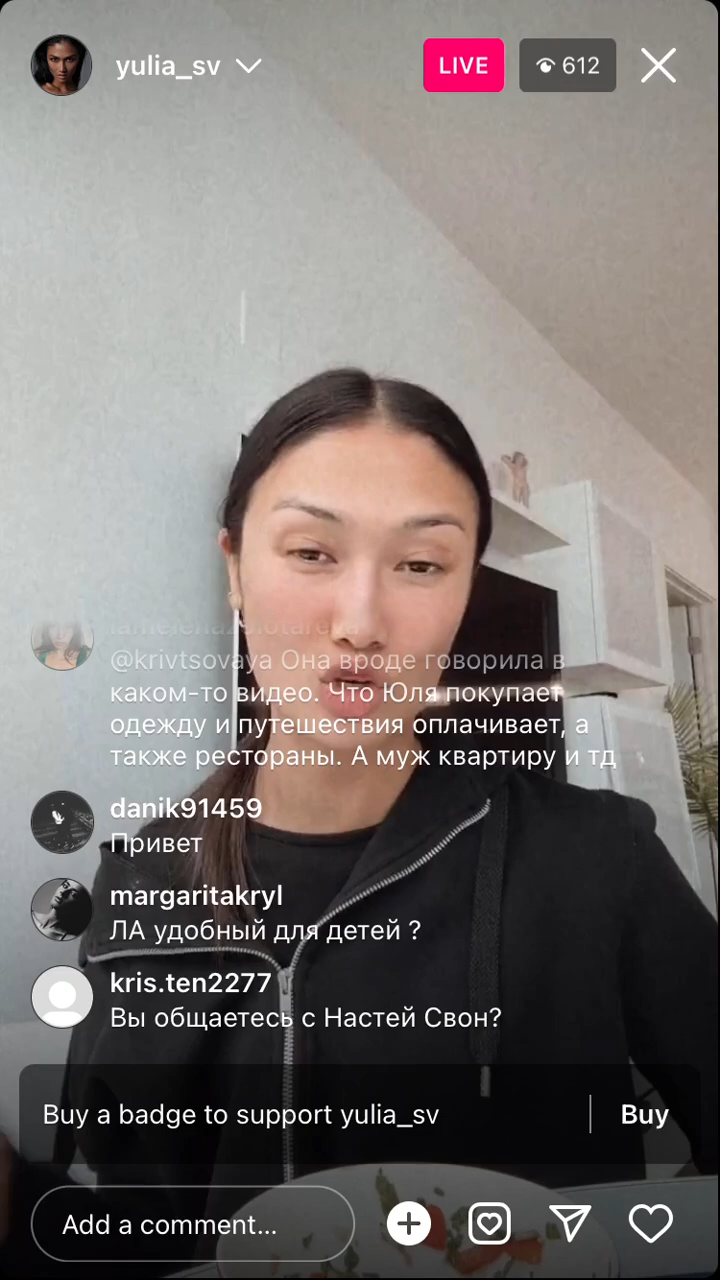 yulia_sv
LIVE
612
@krivtsovaya Она вроде говорила в
каком-то видео. Что Юля покупает
одежду и путешествия оплачивает, а
также рестораны. А муж квартиру и тд
danik91459
Привет
margaritakryl
ЛА удобный для детей ?
kris.ten2277
Вы общаетесь с Настей Свон?
Buy a badge to support yulia_sv
Buy
Add a comment...